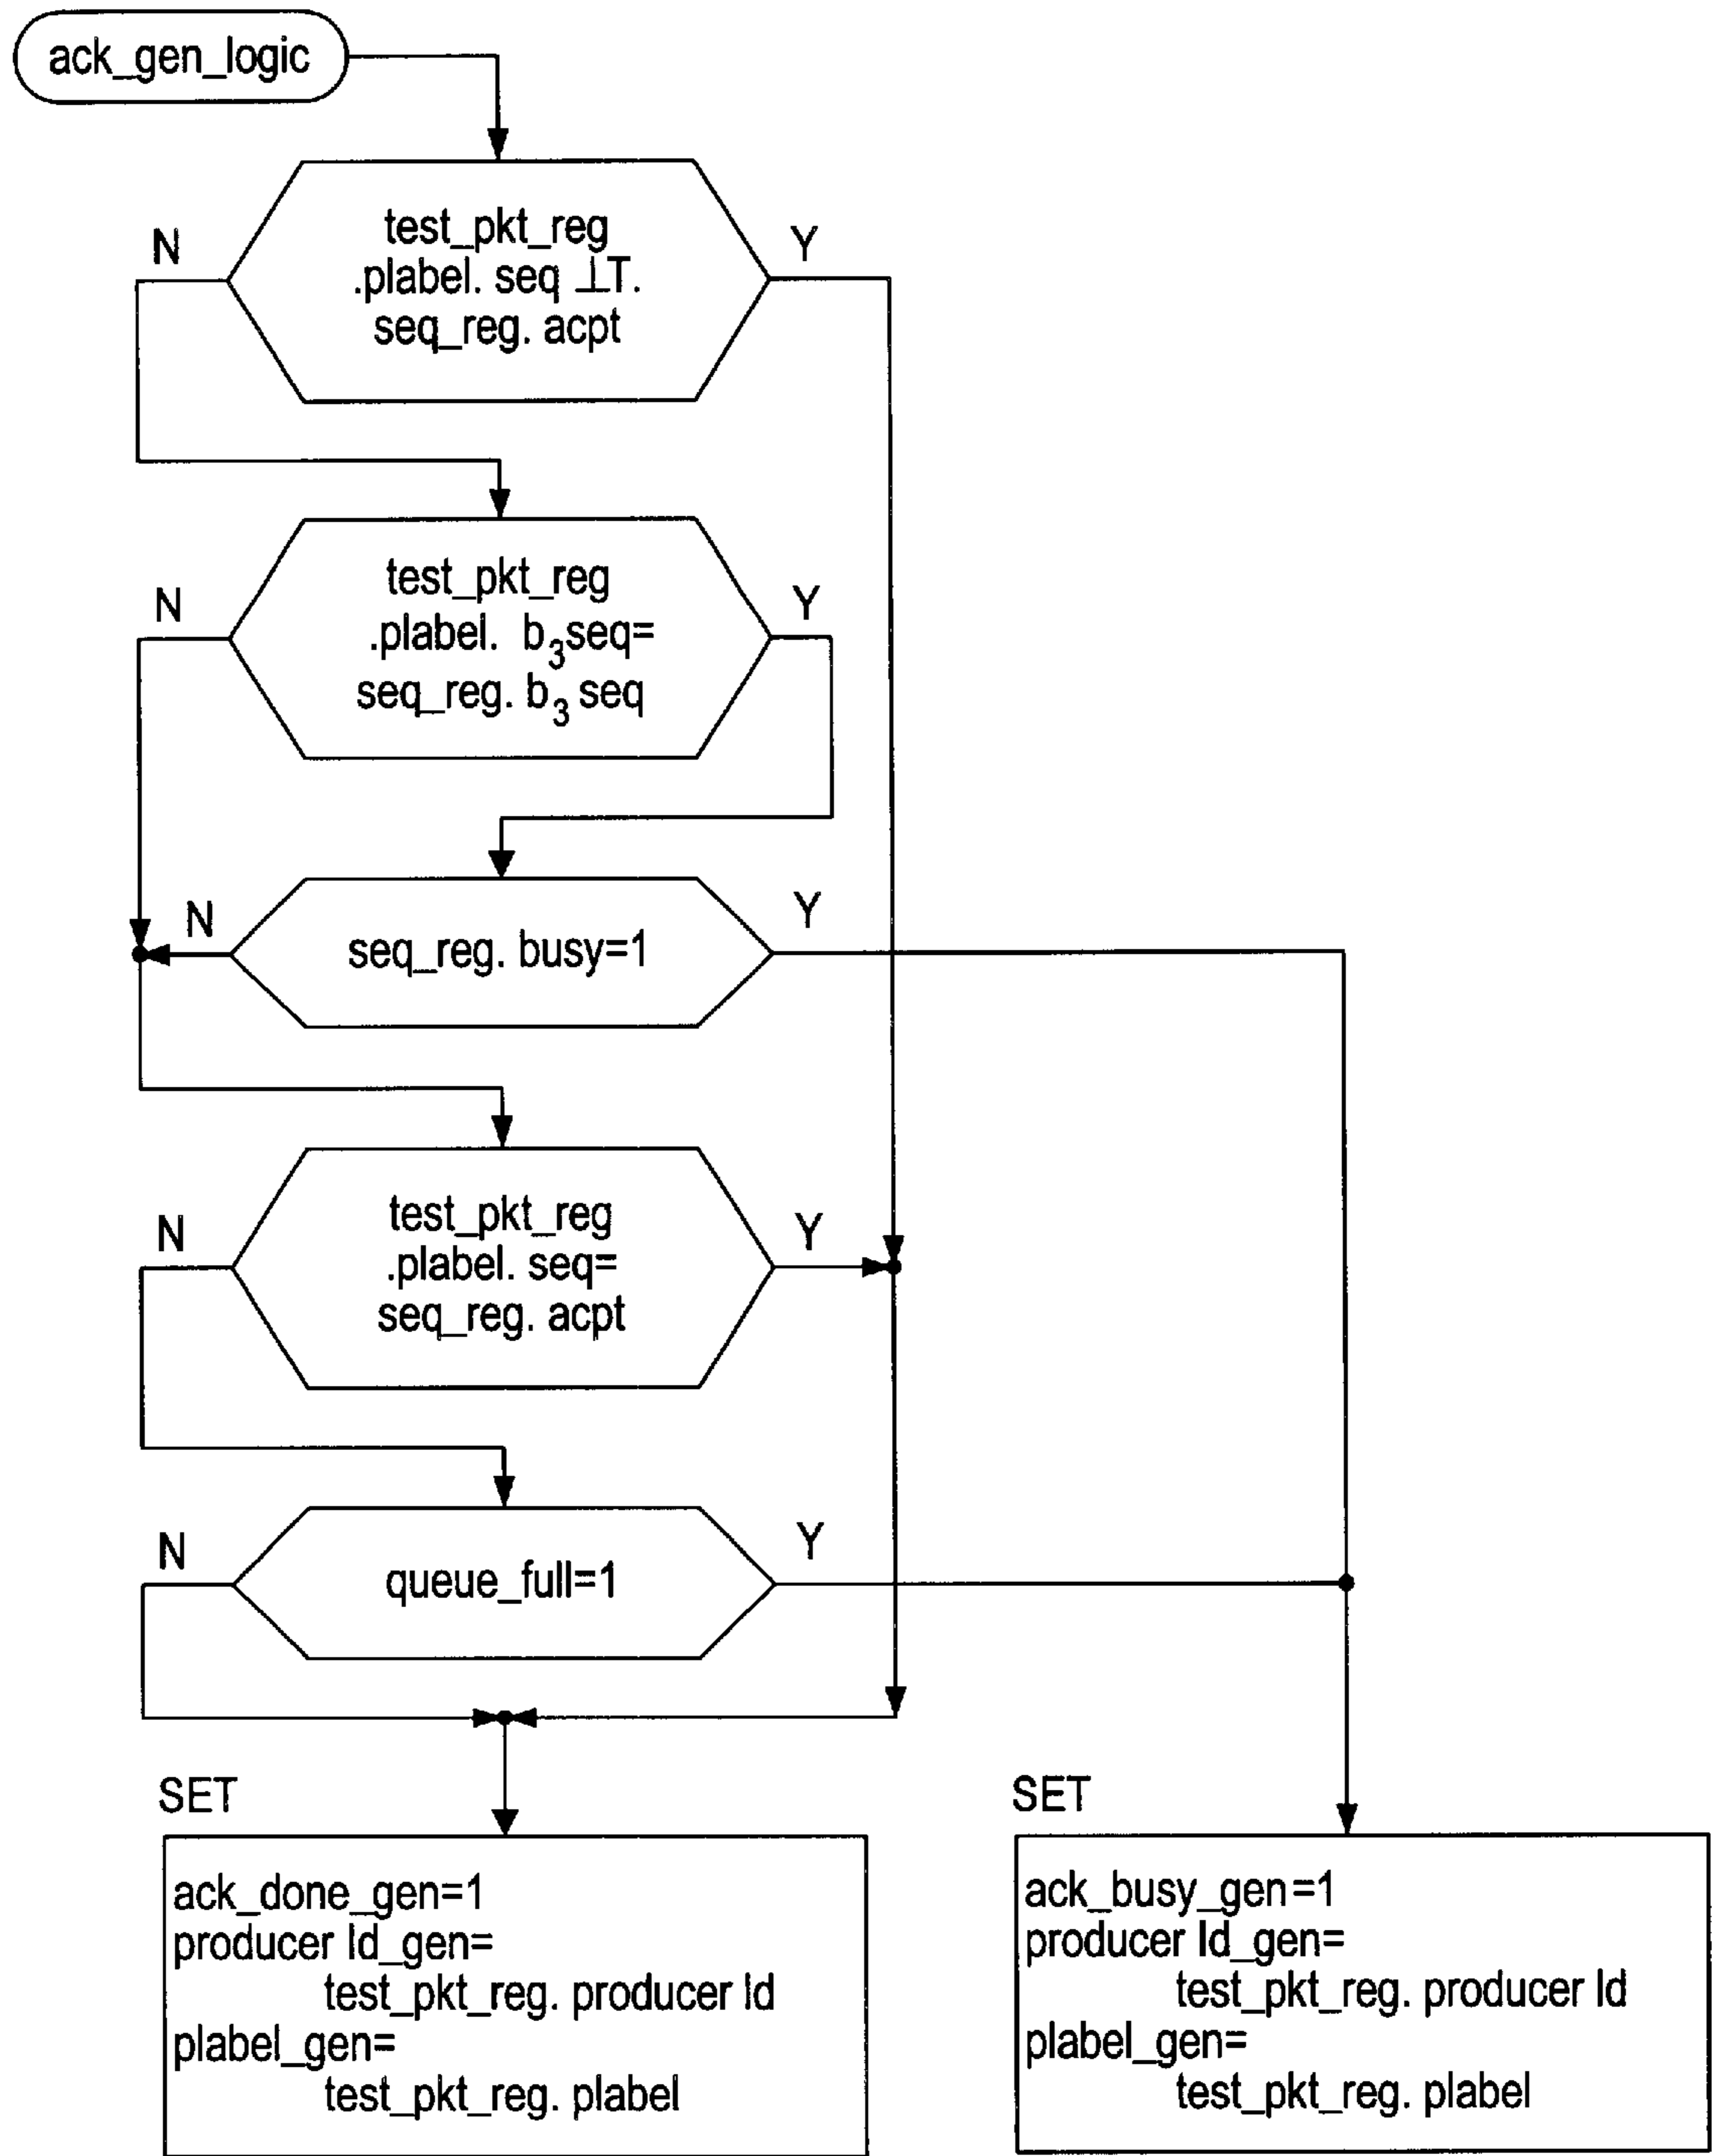 ack_gen_logic
test_pkt_reg
.plabel. seq ⊥T.
seq_reg. acpt
N
Y
test_pkt_reg
.plabel. b₃seq=
seq_reg. b₃ seq
N
Y
seq_reg. busy=1
N
Y
test_pkt_reg
.plabel. seq=
seq_reg. acpt
N
Y
queue_full=1
N
Y
SET
ack_done_gen=1
producer Id_gen=
test_pkt_reg. producer Id
plabel_gen=
test_pkt_reg. plabel
SET
ack_busy_gen=1
producer Id_gen=
test_pkt_reg. producer Id
plabel_gen=
test_pkt_reg. plabel